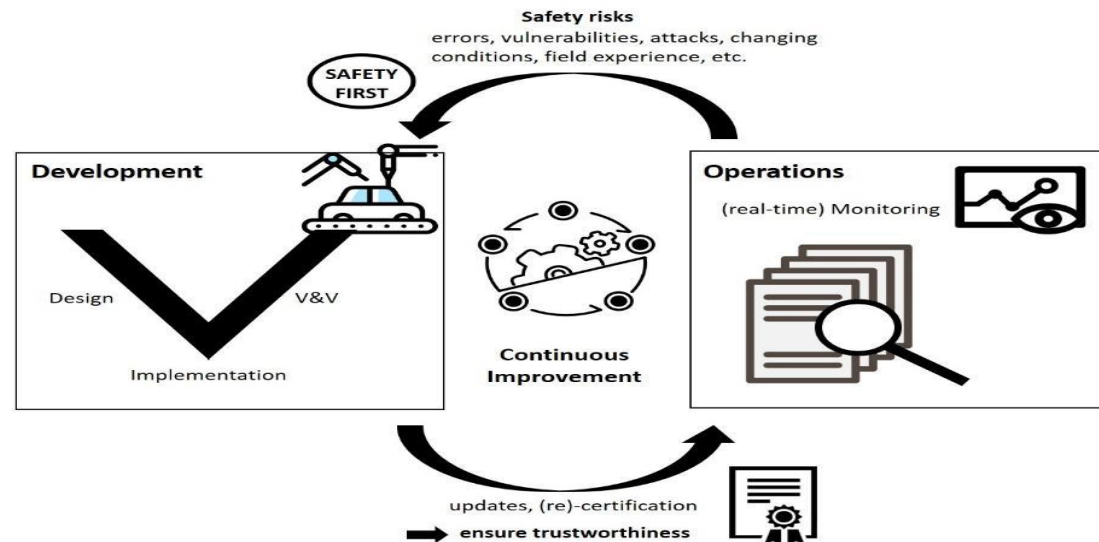 Safety risks
errors, vulnerabilities, attacks, changing
conditions, field experience, etc.
SAFETY
FIRST
Development
Design
V&V
Implementation
Continuous
Improvement
Operations
(real-time) Monitoring
updates, (re)-certification
ensure trustworthiness